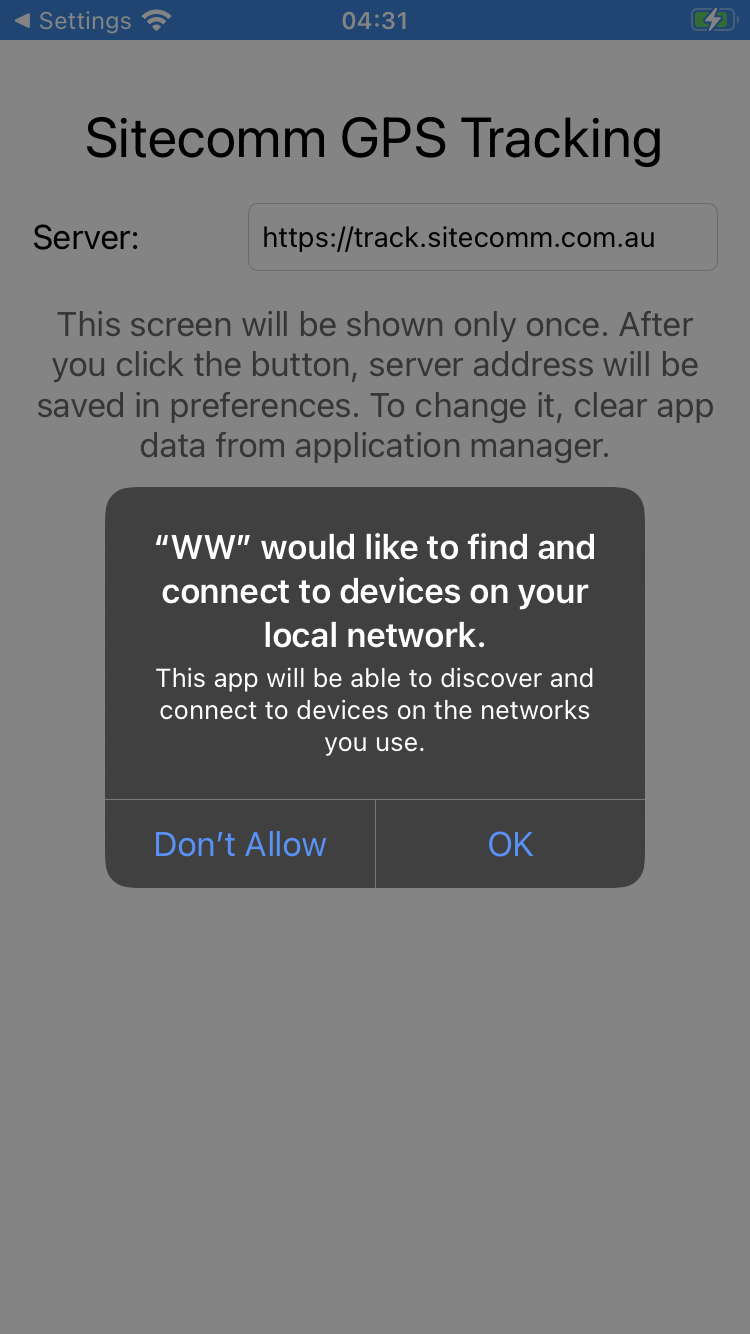 Settings
04:31
Sitecomm GPS Tracking
Server:
https://track.sitecomm.com.au
This screen will be shown only once. After
you click the button, server address will be
saved in preferences. To change it, clear app
data from application manager.
“WW” would like to find and
connect to devices on your
local network.
This app will be able to discover and
connect to devices on the networks
you use.
Don’t Allow
OK